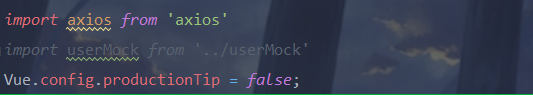 import axios from 'axios'
import userMock from '../userMock'
Vue.config.productionTip = false;